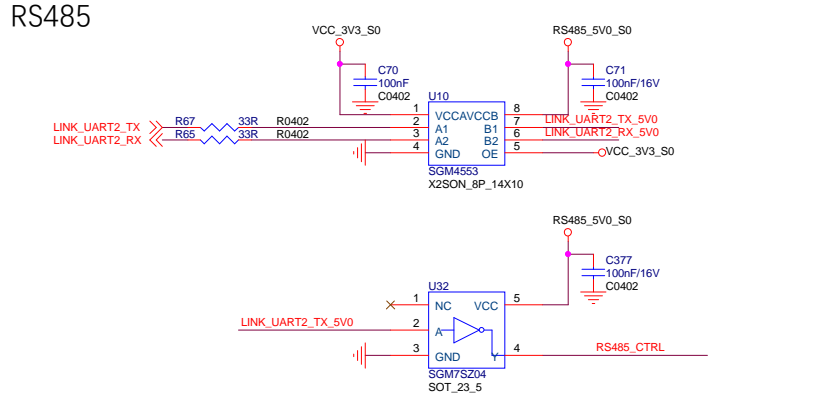 RS485
VCC_3V3_S0
RS485_5V0_S0
C70
100nF
C0402
C71
100nF/16V
C0402
U10
1 VCCA VCCB 8
LINK_UART2_TX R67 33R R0402 2 A1 B1 7 LINK_UART2_TX_5V0
LINK_UART2_RX R65 33R R0402 3 A2 B2 6 LINK_UART2_RX_5V0
4 GND OE 5 VCC_3V3_S0
SGM4553
X2SON_8P_14X10
RS485_5V0_S0
C377
100nF/16V
C0402
U32
1 NC VCC 5
LINK_UART2_TX_5V0 2 A
3 GND Y 4 RS485_CTRL
SGM7SZ04
SOT_23_5